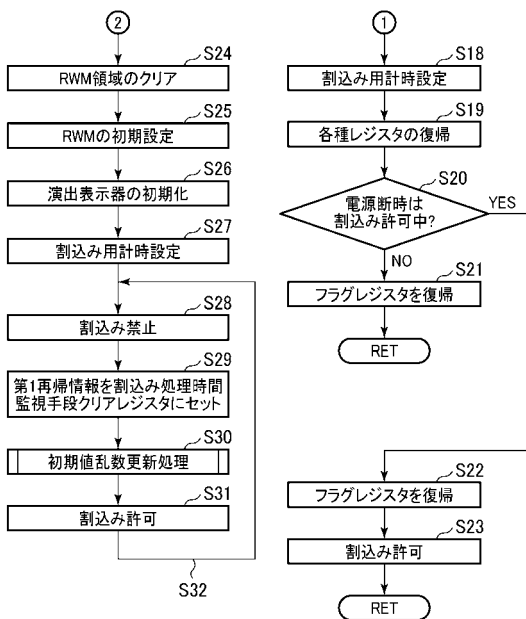 2
S24
RWM領域のクリア
S25
RWMの初期設定
S26
演出表示器の初期化
S27
割込み用計時設定
S28
割込み禁止
S29
第1再帰情報を割込み処理時間
監視手段クリアレジスタにセット
S30
初期値乱数更新処理
S31
割込み許可
S32
1
S18
割込み用計時設定
S19
各種レジスタの復帰
S20
電源断時は
割込み許可中?
YES
NO
S21
フラグレジスタを復帰
RET
S22
フラグレジスタを復帰
S23
割込み許可
RET